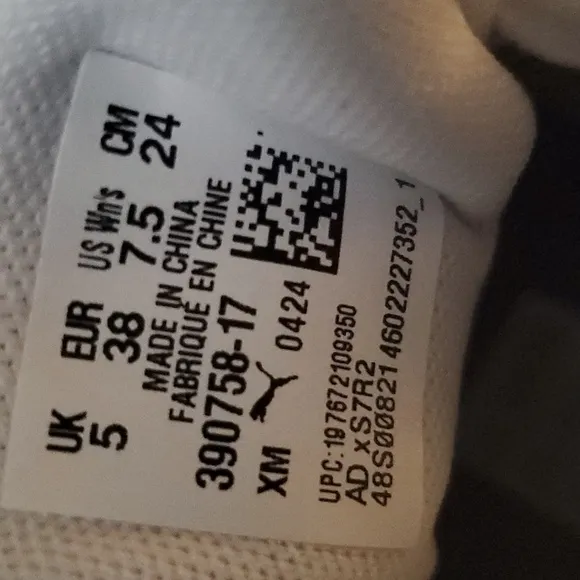 UK EUR US Wn's CM
5 38 7.5 24
MADE IN CHINA
FABRIQUÉ EN CHINE
390758-17
XM 0424
UPC:197672109350
AD xS7R2
48S00821 4602227352_1